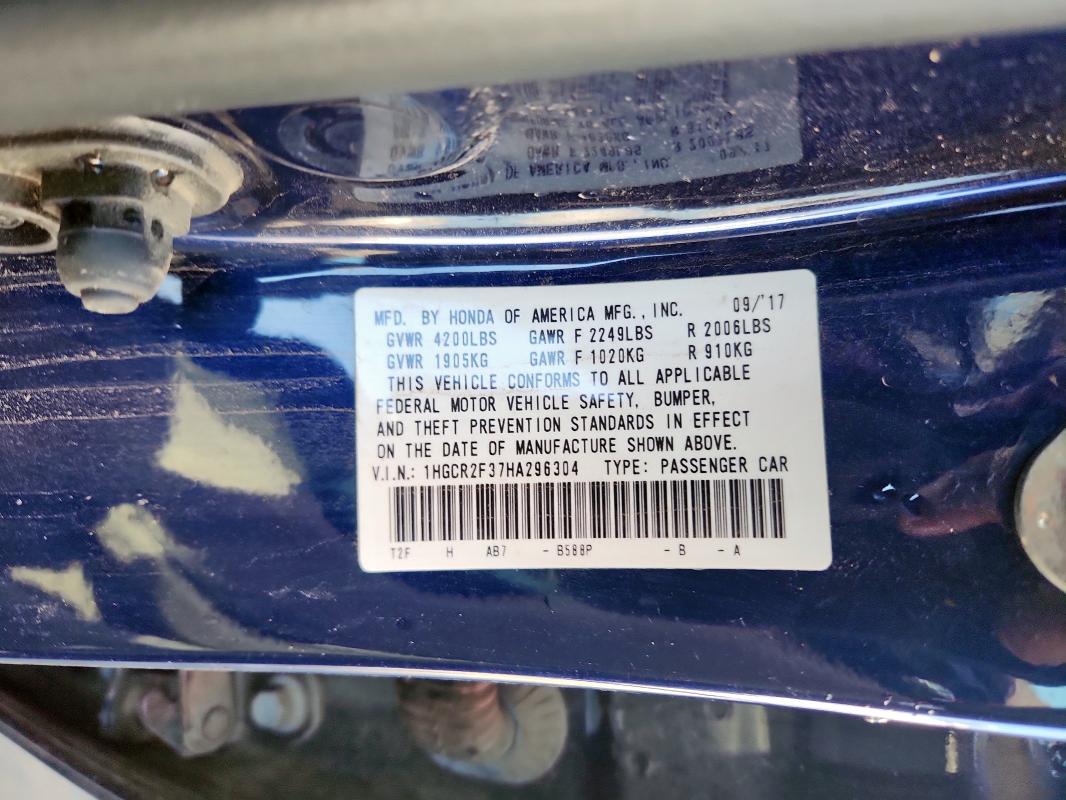 MFD. BY HONDA OF AMERICA MFG., INC. 09/'17
GVWR 4200LBS GAWR F 2249LBS R 2006LBS
GVWR 1905KG GAWR F 1020KG R 910KG
THIS VEHICLE CONFORMS TO ALL APPLICABLE
FEDERAL MOTOR VEHICLE SAFETY, BUMPER,
AND THEFT PREVENTION STANDARDS IN EFFECT
ON THE DATE OF MANUFACTURE SHOWN ABOVE.
V.I.N.: 1HGCR2F37HA296304 TYPE: PASSENGER CAR
T2F H AB7 - B588P - B - A